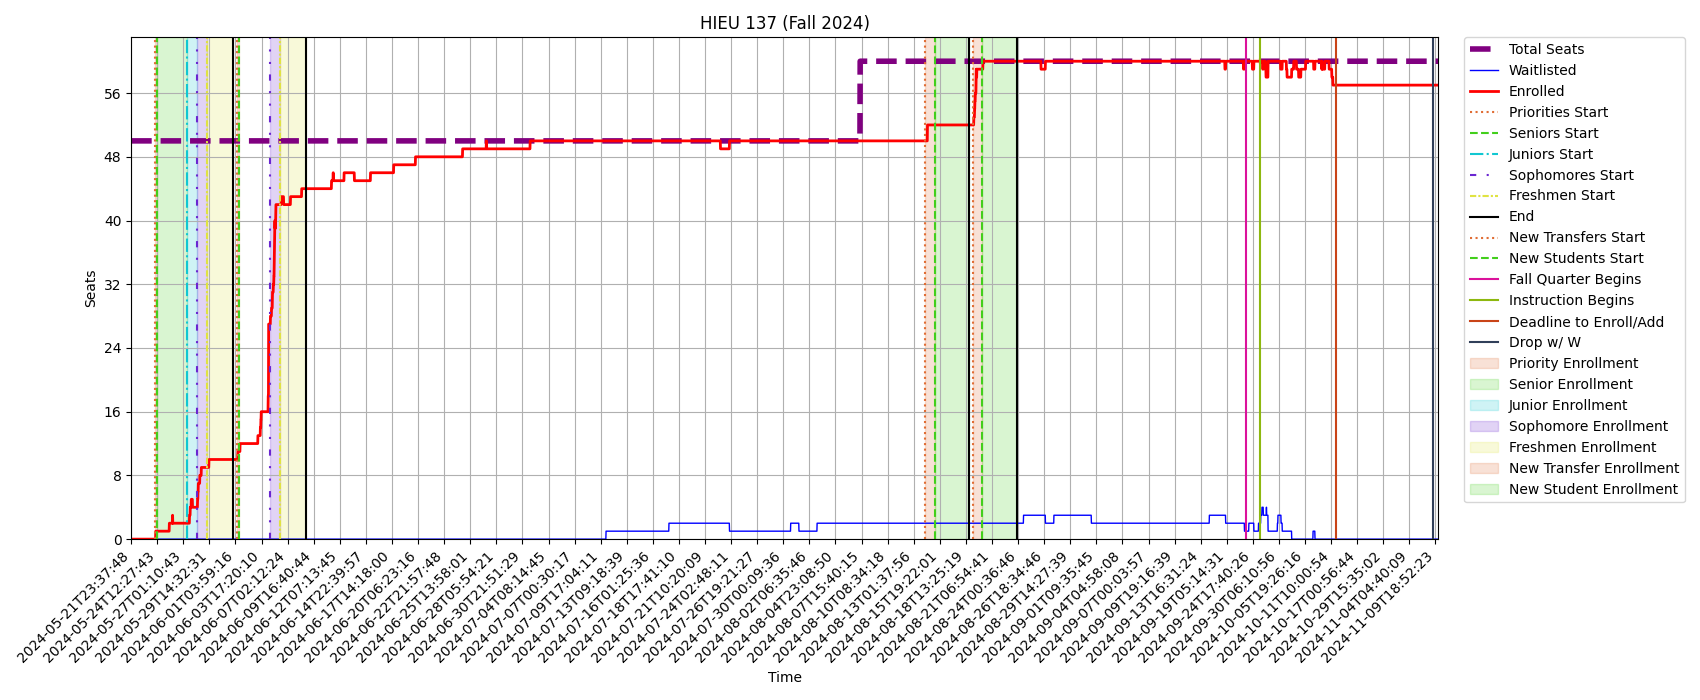 HIEU 137 (Fall 2024)
Seats
56
48
40
32
24
16
8
0
2024-05-21T23:37:48
2024-05-24T12:27:43
2024-05-27T01:10:43
2024-05-29T14:32:31
2024-06-01T03:59:16
2024-06-03T17:20:10
2024-06-07T02:12:24
2024-06-09T16:40:44
2024-06-12T07:13:45
2024-06-14T22:39:57
2024-06-17T14:18:00
2024-06-20T06:23:16
2024-06-22T21:57:48
2024-06-25T13:58:01
2024-06-28T05:54:21
2024-06-30T21:51:29
2024-07-04T08:14:45
2024-07-07T00:30:17
2024-07-09T17:04:11
2024-07-13T09:18:39
2024-07-16T01:25:36
2024-07-18T17:41:10
2024-07-21T10:20:09
2024-07-24T02:48:11
2024-07-26T19:21:27
2024-07-30T00:09:36
2024-08-02T06:35:46
2024-08-04T23:08:50
2024-08-07T15:40:15
2024-08-10T08:34:18
2024-08-13T01:37:56
2024-08-15T19:22:01
2024-08-18T13:25:19
2024-08-21T06:54:41
2024-08-24T00:36:46
2024-08-26T18:34:46
2024-08-29T14:27:39
2024-09-01T09:35:45
2024-09-04T04:58:08
2024-09-07T00:03:57
2024-09-09T19:16:39
2024-09-13T16:31:24
2024-09-19T05:14:31
2024-09-24T17:40:26
2024-09-30T06:10:56
2024-10-05T19:26:16
2024-10-11T10:00:54
2024-10-17T00:56:44
2024-10-29T15:35:02
2024-11-04T04:40:09
2024-11-09T18:52:23
Time
Total Seats
Waitlisted
Enrolled
Priorities Start
Seniors Start
Juniors Start
Sophomores Start
Freshmen Start
End
New Transfers Start
New Students Start
Fall Quarter Begins
Instruction Begins
Deadline to Enroll/Add
Drop w/ W
Priority Enrollment
Senior Enrollment
Junior Enrollment
Sophomore Enrollment
Freshmen Enrollment
New Transfer Enrollment
New Student Enrollment